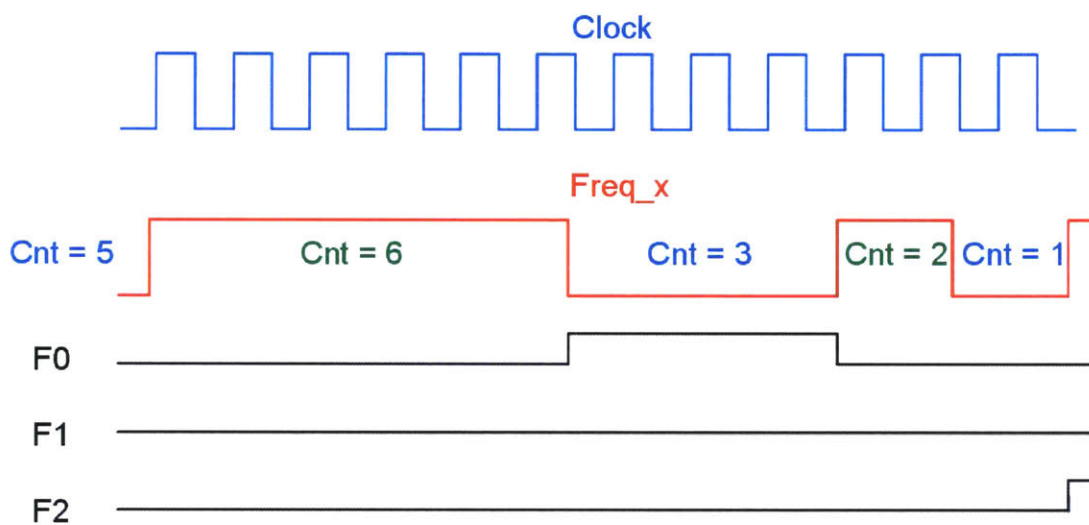 Clock
Freq_x
Cnt = 5
Cnt = 6
Cnt = 3
Cnt = 2
Cnt = 1
F0
F1
F2